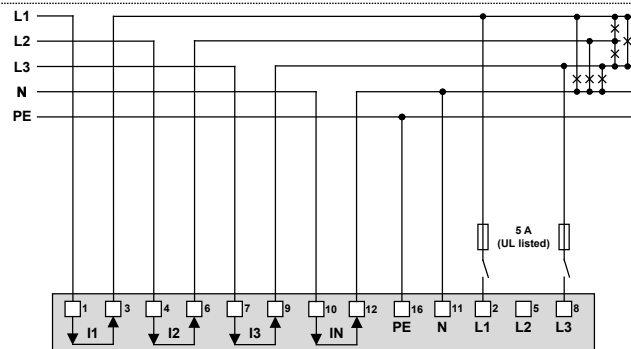 L1
L2
L3
N
PE
5 A
(UL listed)
1 3 4 6 7 9 10 12 16 11 2 5 8
I1 I2 I3 IN PE N L1 L2 L3